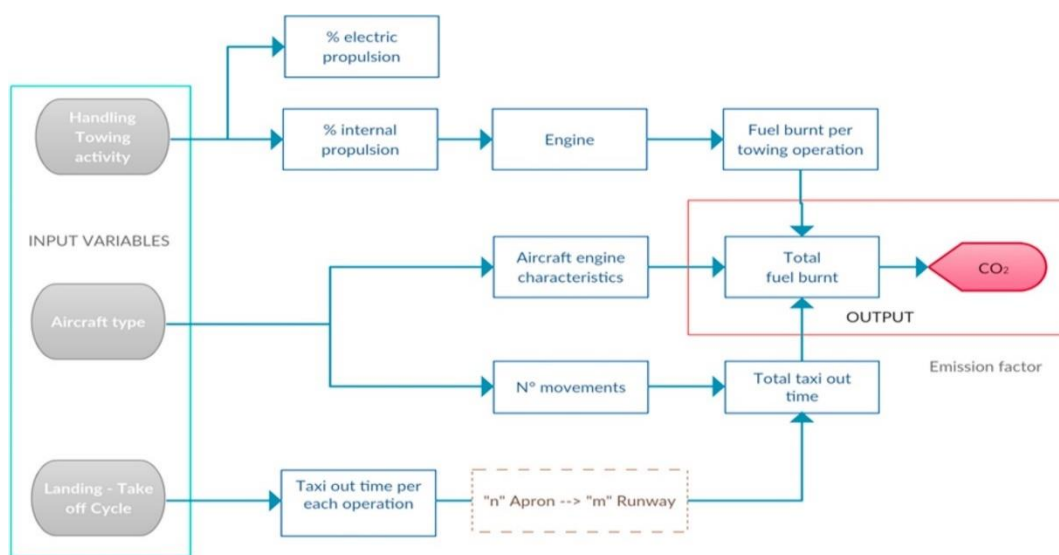 % electric
propulsion
Handling
Towing
activity
% internal
propulsion
Engine
Fuel burnt per
towing operation
INPUT VARIABLES
Aircraft engine
characteristics
Total
fuel burnt
CO₂
Aircraft type
OUTPUT
Emission factor
N° movements
Total taxi out
time
Landing - Take
off Cycle
Taxi out time per
each operation
"n" Apron --> "m" Runway